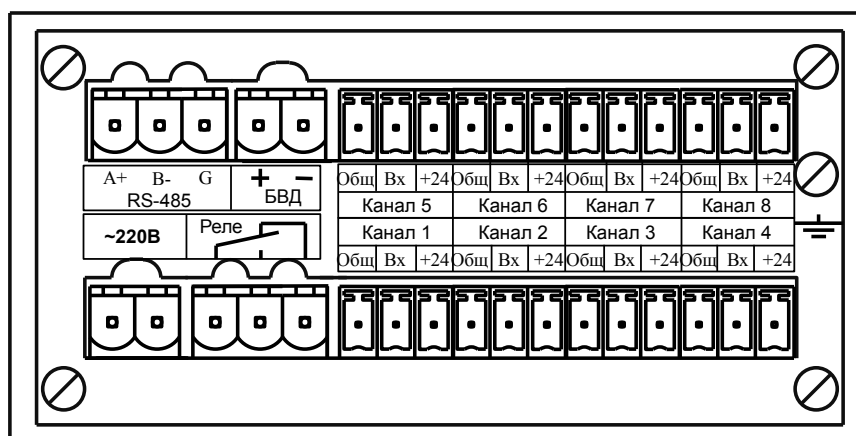 A+ B- G + − Общ Вх +24 Общ Вх +24 Общ Вх +24 Общ Вх +24
RS-485 БВД Канал 5 Канал 6 Канал 7 Канал 8
~220В Реле Канал 1 Канал 2 Канал 3 Канал 4
Общ Вх +24 Общ Вх +24 Общ Вх +24 Общ Вх +24